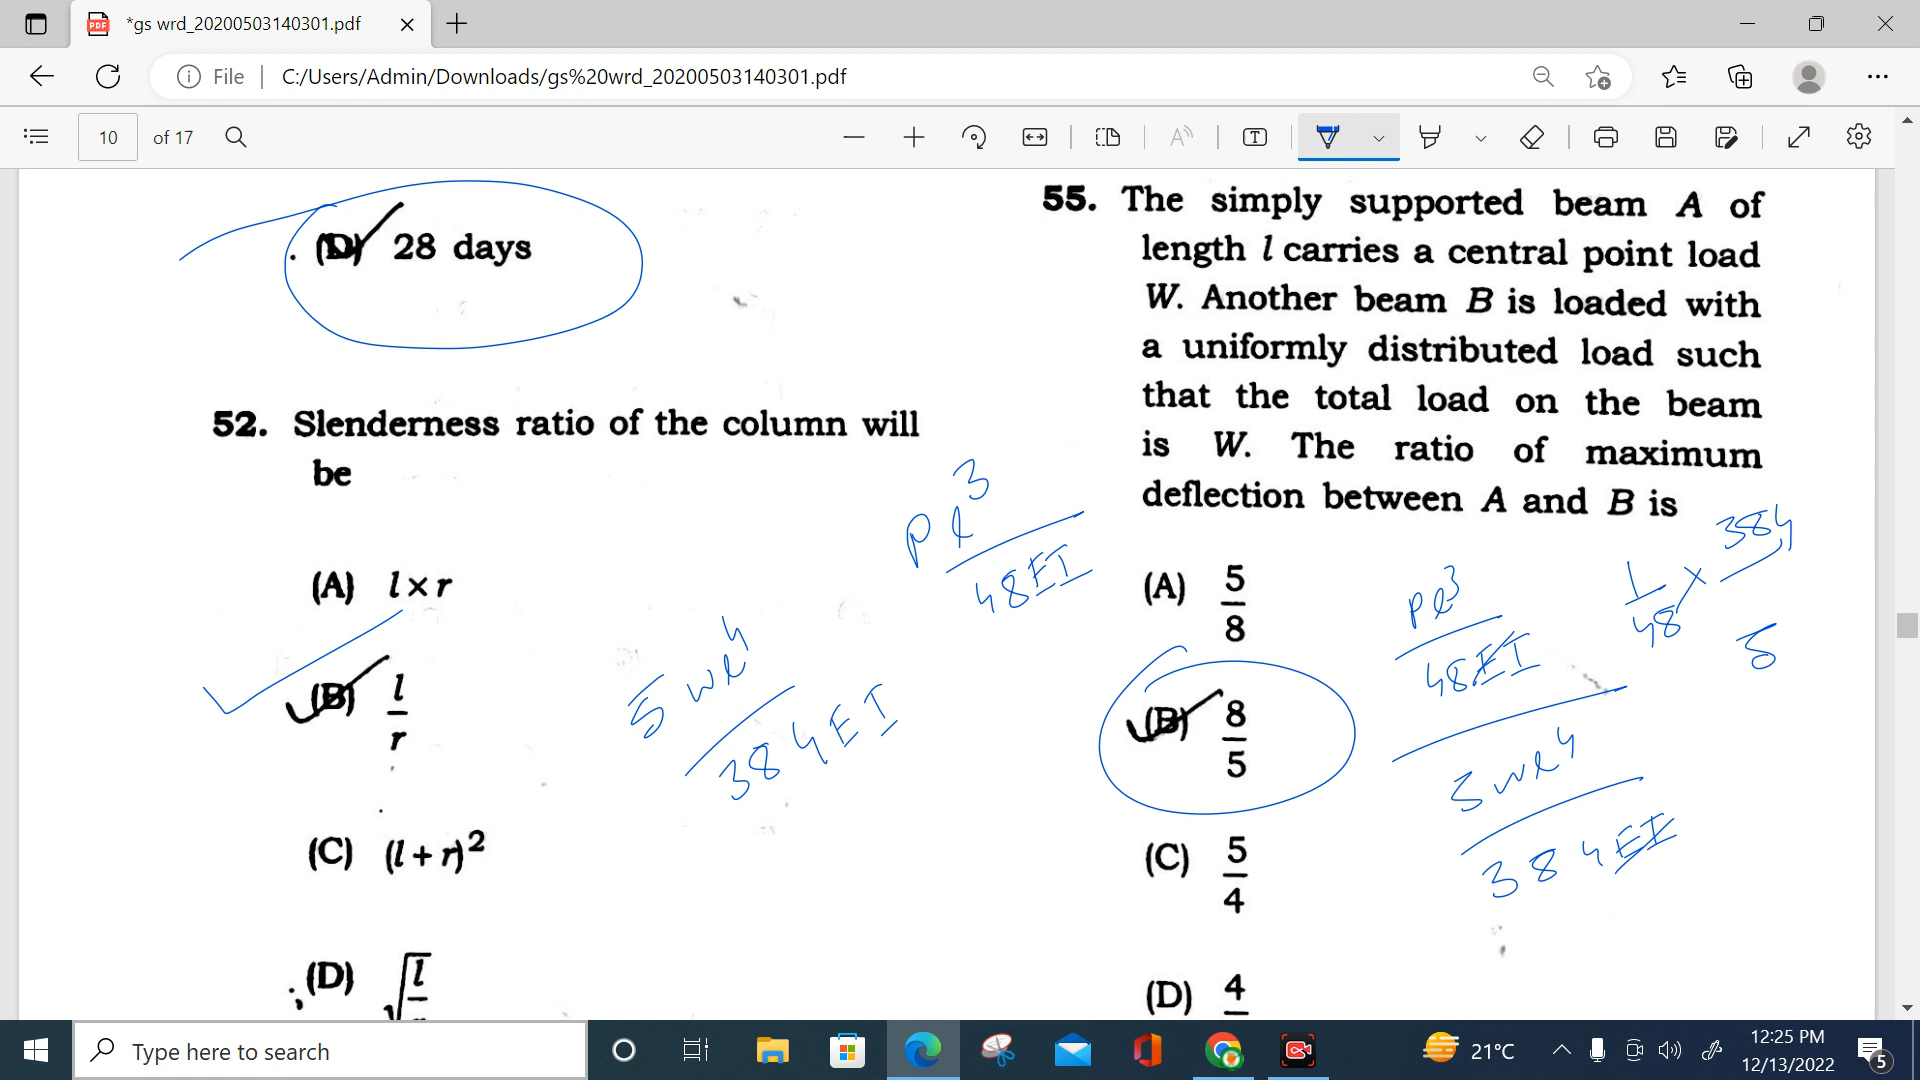 *gs wrd_20200503140301.pdf
File
C:/Users/Admin/Downloads/gs%20wrd_20200503140301.pdf
10 of 17
(D) 28 days
52. Slenderness ratio of the column will
be
(A) l × r
(B) l/r
(C) (l + r)²
(D) √l
55. The simply supported beam A of
length l carries a central point load
W. Another beam B is loaded with
a uniformly distributed load such
that the total load on the beam
is W. The ratio of maximum
deflection between A and B is
(A) 5/8
(B) 8/5
(C) 5/4
(D) 4
Pl³/48EI
5wl⁴/384EI
Pl³/48EI
5wl⁴/384EI
1/48 × 384/5
Type here to search
21°C
12:25 PM
12/13/2022
5